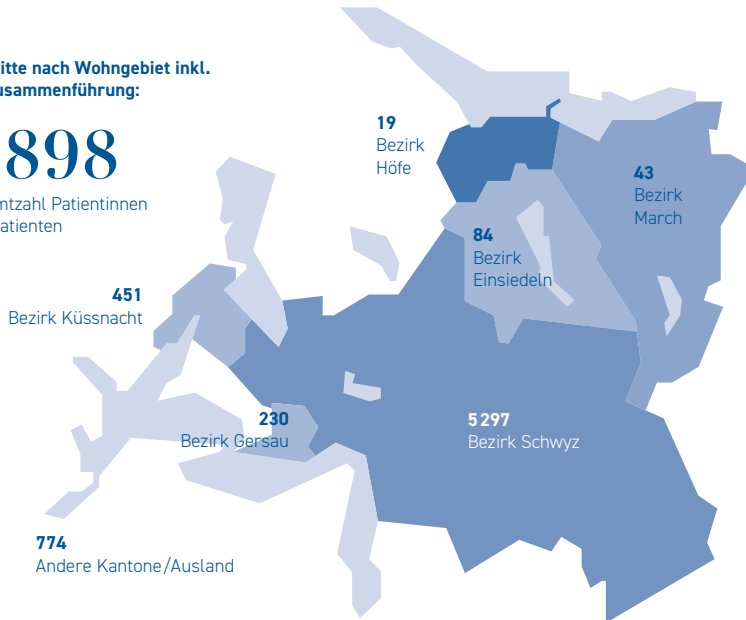 itte nach Wohngebiet inkl.
usammenführung:
898
mtzahl Patientinnen
atienten
19
Bezirk
Höfe
43
Bezirk
March
84
Bezirk
Einsiedeln
451
Bezirk Küssnacht
230
Bezirk Gersau
5 297
Bezirk Schwyz
774
Andere Kantone/Ausland